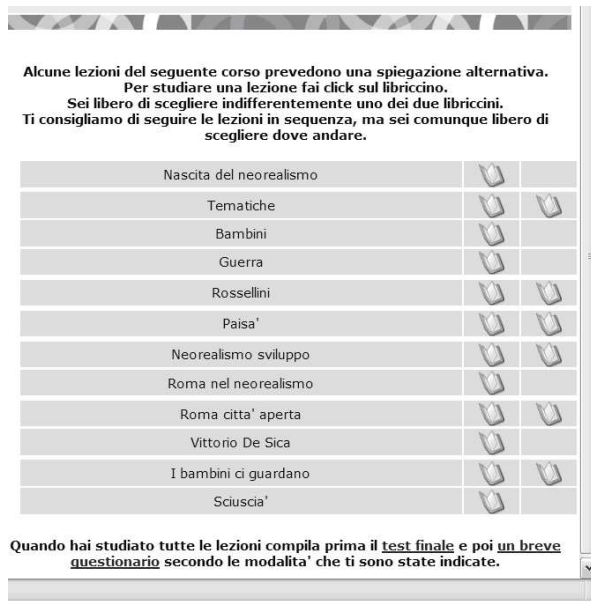 Alcune lezioni del seguente corso prevedono una spiegazione alternativa.
Per studiare una lezione fai click sul libriccino.
Sei libero di scegliere indifferentemente uno dei due libriccini.
Ti consigliamo di seguire le lezioni in sequenza, ma sei comunque libero di
scegliere dove andare.
Nascita del neorealismo
Tematiche
Bambini
Guerra
Rossellini
Paisa'
Neorealismo sviluppo
Roma nel neorealismo
Roma citta' aperta
Vittorio De Sica
I bambini ci guardano
Sciuscia'
Quando hai studiato tutte le lezioni compila prima il test finale e poi un breve
questionario secondo le modalita' che ti sono state indicate.